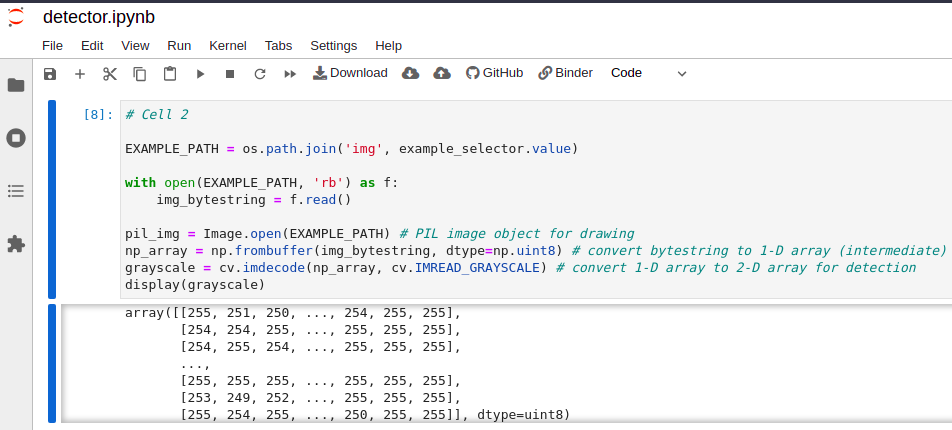 detector.ipynb
File Edit View Run Kernel Tabs Settings Help
Download GitHub Binder Code
[8]: # Cell 2
EXAMPLE_PATH = os.path.join('img', example_selector.value)
with open(EXAMPLE_PATH, 'rb') as f:
    img_bytestring = f.read()
pil_img = Image.open(EXAMPLE_PATH) # PIL image object for drawing
np_array = np.frombuffer(img_bytestring, dtype=np.uint8) # convert bytestring to 1-D array (intermediate)
grayscale = cv.imdecode(np_array, cv.IMREAD_GRAYSCALE) # convert 1-D array to 2-D array for detection
display(grayscale)
array([[255, 251, 250, ..., 254, 255, 255],
       [254, 254, 255, ..., 255, 255, 255],
       [254, 255, 254, ..., 255, 255, 255],
       ...,
       [255, 255, 255, ..., 255, 255, 255],
       [253, 249, 252, ..., 255, 255, 255],
       [255, 254, 255, ..., 250, 255, 255]], dtype=uint8)